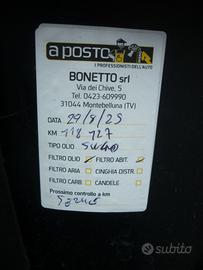 a posto
I PROFESSIONISTI DELL'AUTO
BONETTO srl
Via dei Chive, 5
Tel. 0423-609990
31044 Montebelluna (TV)
DATA 29/8/25
KM 118 727
TIPO OLIO 5W40
FILTRO OLIO FILTRO ABIT.
FILTRO ARIA CINGHIA DISTR.
FILTRO CARB. CANDELE
Prossimo controllo a km
subito